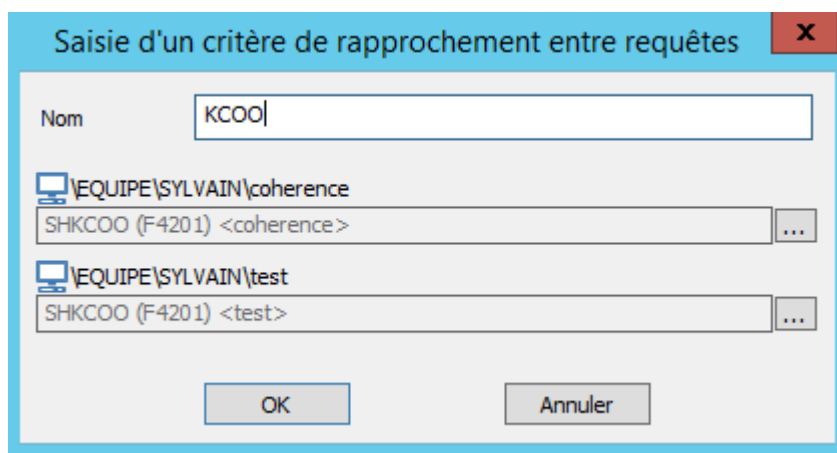 Saisie d'un critère de rapprochement entre requêtes
x
Nom
KCOO
\EQUIPE\SYLVAIN\coherence
SHKCOO (F4201) <coherence>
...
\EQUIPE\SYLVAIN\test
SHKCOO (F4201) <test>
...
OK
Annuler